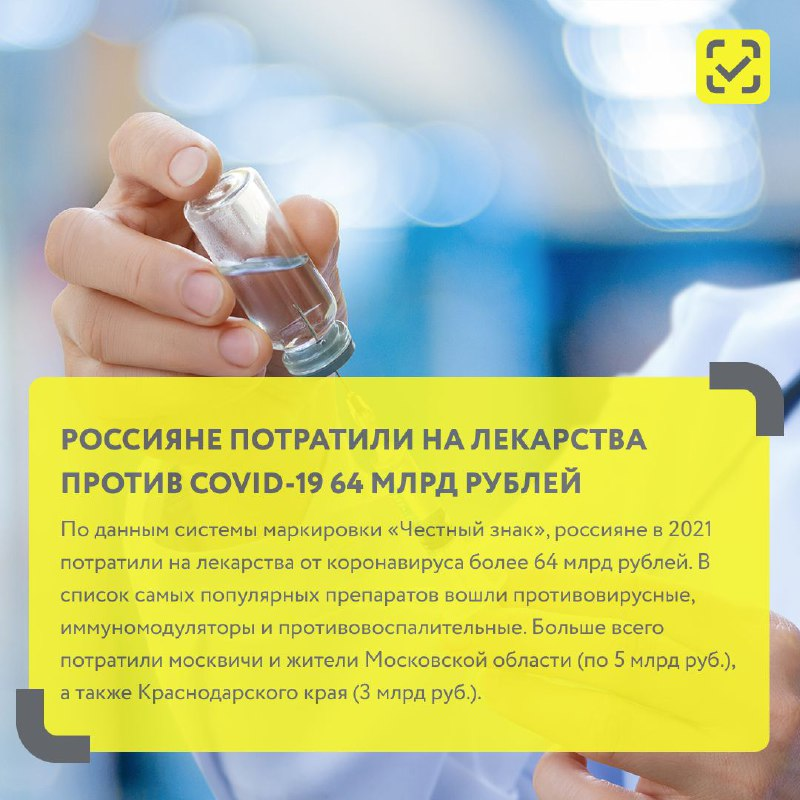 РОССИЯНЕ ПОТРАТИЛИ НА ЛЕКАРСТВА
ПРОТИВ COVID-19 64 МЛРД РУБЛЕЙ
По данным системы маркировки «Честный знак», россияне в 2021
потратили на лекарства от коронавируса более 64 млрд рублей. В
список самых популярных препаратов вошли противовирусные,
иммуномодуляторы и противовоспалительные. Больше всего
потратили москвичи и жители Московской области (по 5 млрд руб.),
а также Краснодарского края (3 млрд руб.).